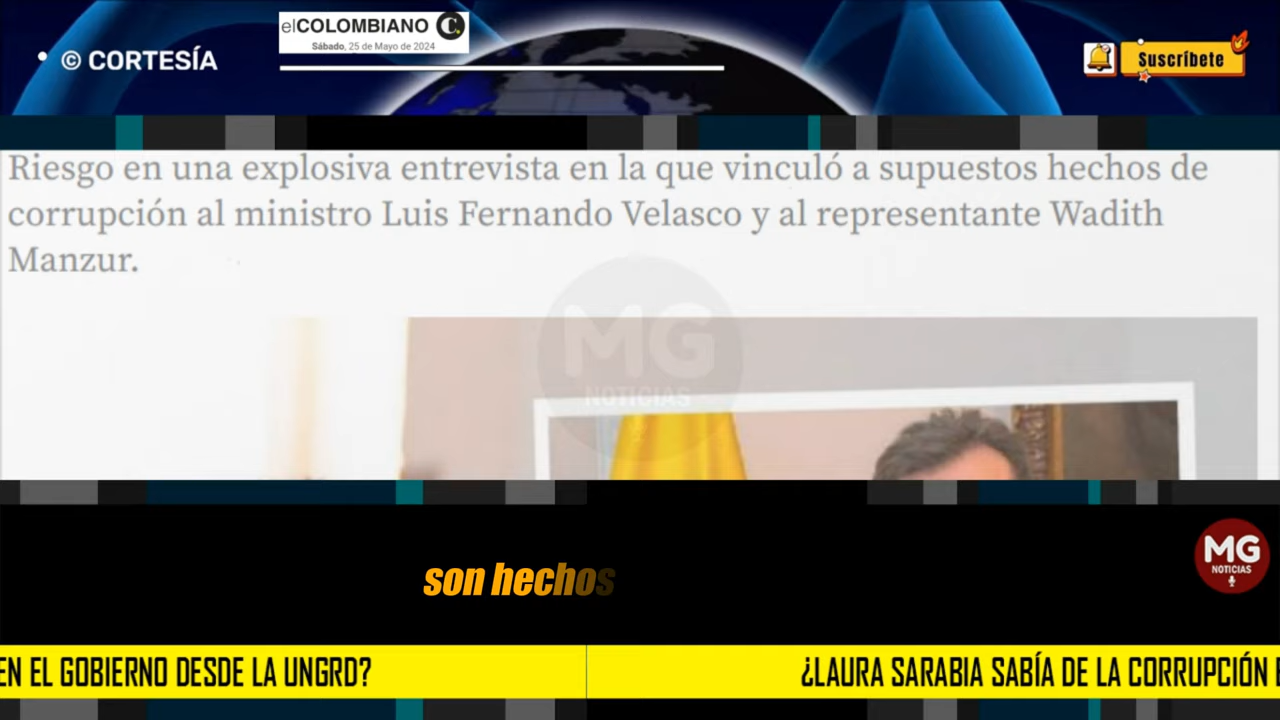 © CORTESÍA
elCOLOMBIANO C.
Sábado, 25 de Mayo de 2024
Suscríbete
Riesgo en una explosiva entrevista en la que vinculó a supuestos hechos de
corrupción al ministro Luis Fernando Velasco y al representante Wadith
Manzur.
MG
NOTICIAS
son hechos
MG
NOTICIAS
EN EL GOBIERNO DESDE LA UNGRD?
¿LAURA SARABIA SABÍA DE LA CORRUPCIÓN E